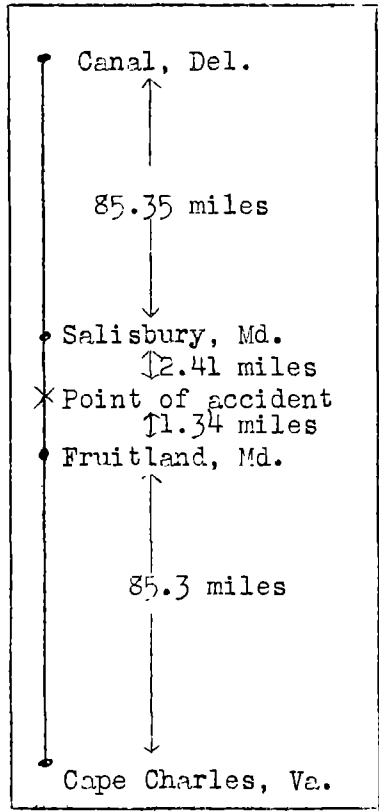 Canal, Del.
85.35 miles
Salisbury, Md.
2.41 miles
Point of accident
1.34 miles
Fruitland, Md.
85.3 miles
Cape Charles, Va.